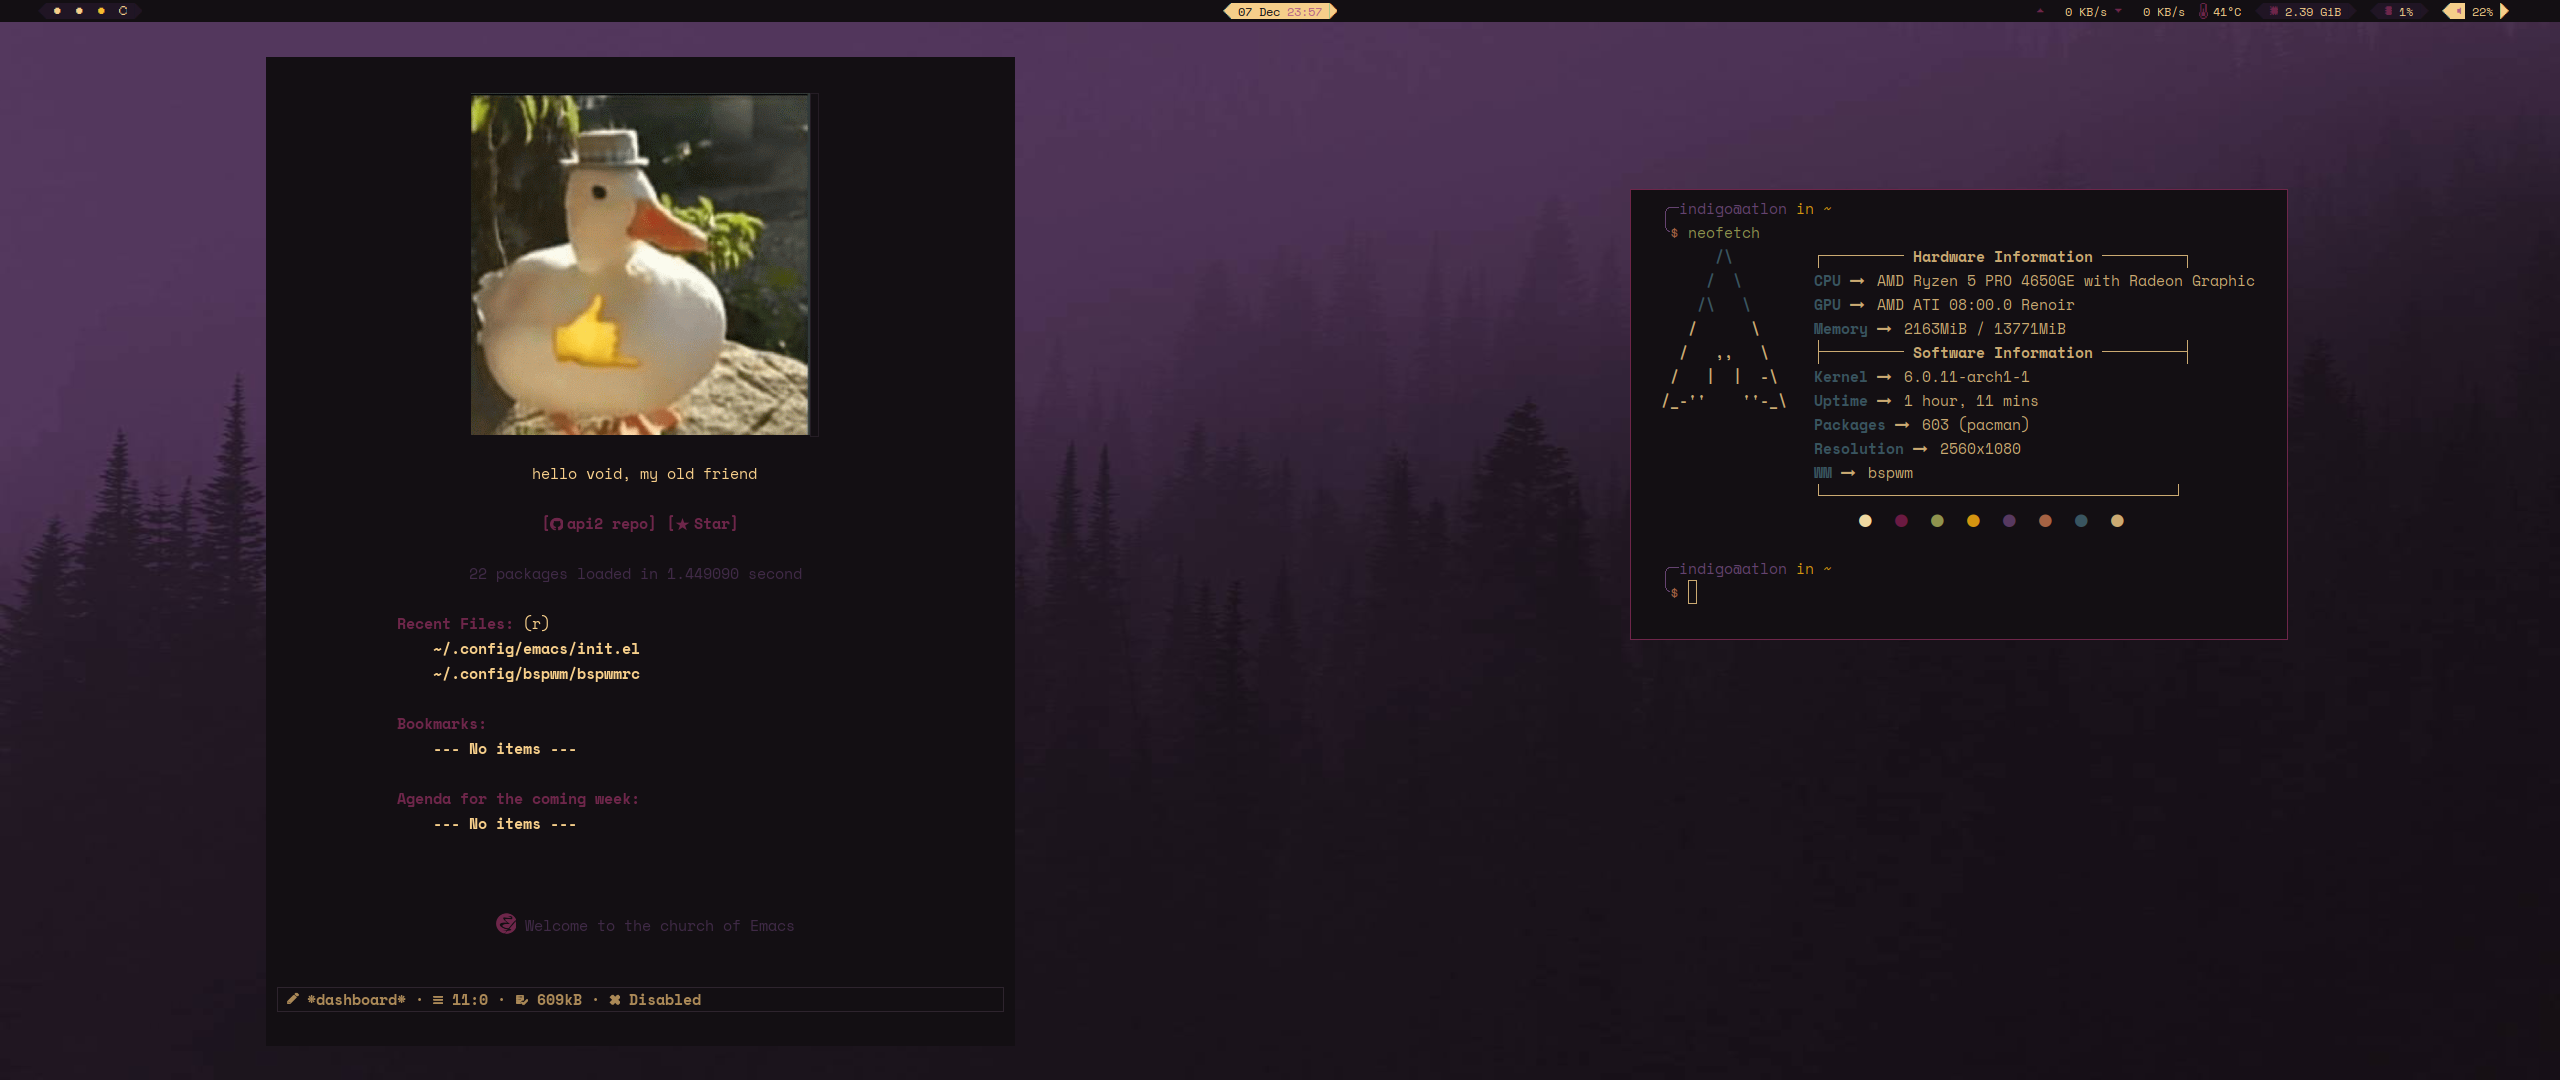 07 Dec 23:57
0 KB/s 0 KB/s 41°C 2.39 GiB 1% 22%
hello void, my old friend
[api2 repo] [★ Star]
22 packages loaded in 1.449090 second
Recent Files: (r)
~/.config/emacs/init.el
~/.config/bspwm/bspwmrc
Bookmarks:
--- No items ---
Agenda for the coming week:
--- No items ---
Welcome to the church of Emacs
*dashboard* · 11:0 · 609kB · Disabled
indigo@atlon in ~
$ neofetch
Hardware Information
CPU → AMD Ryzen 5 PRO 4650GE with Radeon Graphic
GPU → AMD ATI 08:00.0 Renoir
Memory → 2163MiB / 13771MiB
Software Information
Kernel → 6.0.11-arch1-1
Uptime → 1 hour, 11 mins
Packages → 603 (pacman)
Resolution → 2560x1080
WM → bspwm
indigo@atlon in ~
$